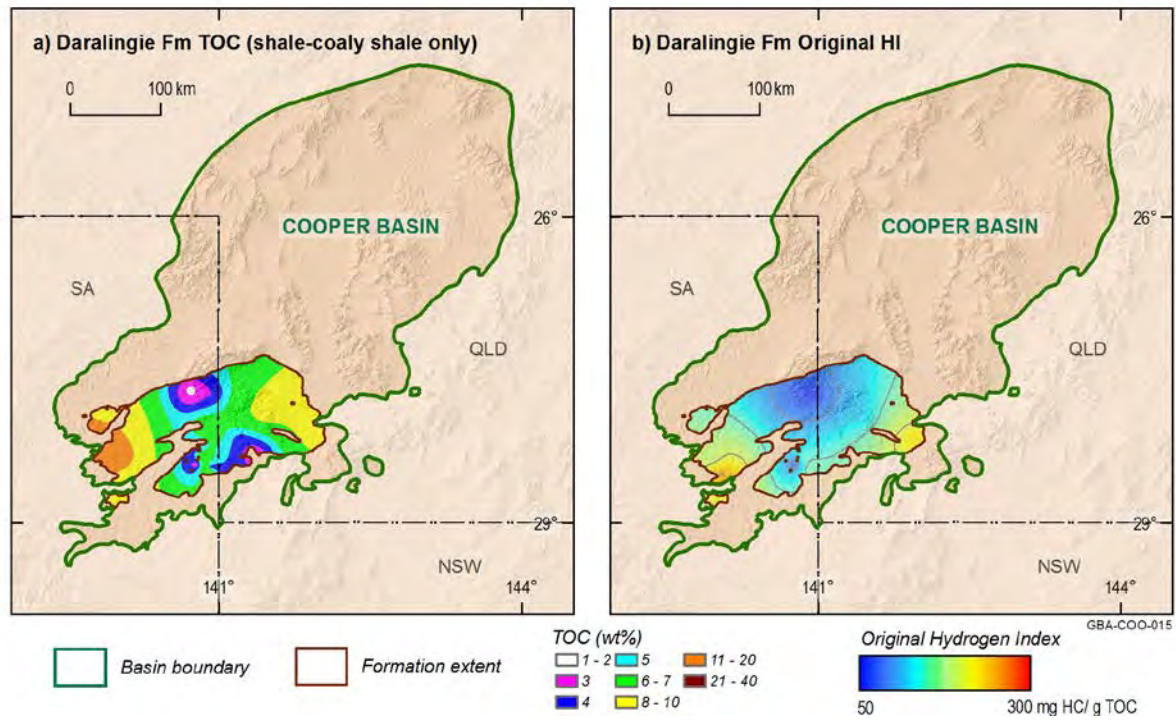 a) Daralingie Fm TOC (shale-coaly shale only)
0 100 km
COOPER BASIN
26°
SA
QLD
29°
NSW
141°
144°
b) Daralingie Fm Original HI
0 100 km
COOPER BASIN
26°
SA
QLD
29°
NSW
141°
144°
GBA-COO-015
Basin boundary
Formation extent
TOC (wt%)
1 - 2 5 11 - 20
3 6 - 7 21 - 40
4 8 - 10
Original Hydrogen Index
50 300 mg HC/ g TOC